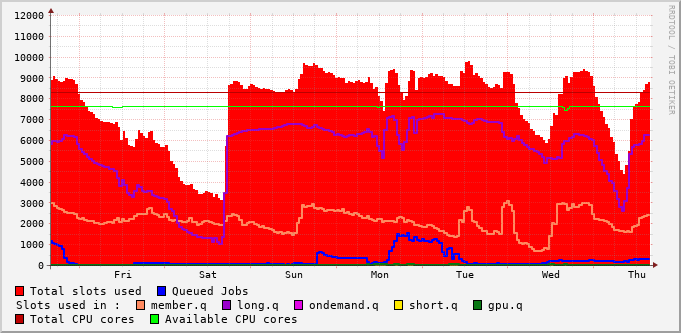 RRDTOOL / TOBI OETIKER
12000
11000
10000
9000
8000
7000
6000
5000
4000
3000
2000
1000
0
Fri Sat Sun Mon Tue Wed Thu
Total slots used Queued Jobs
Slots used in : member.q long.q ondemand.q short.q gpu.q
Total CPU cores Available CPU cores